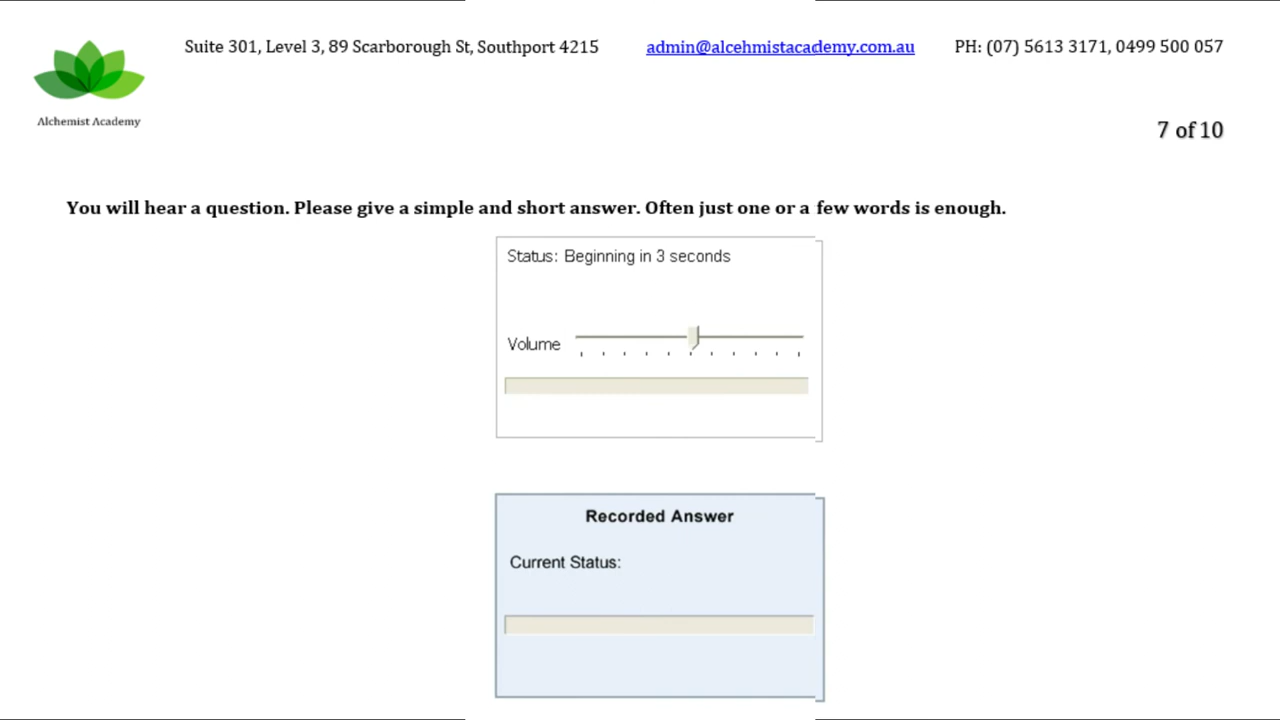 Suite 301, Level 3, 89 Scarborough St, Southport 4215 admin@alcehmistacademy.com.au PH: (07) 5613 3171, 0499 500 057
Alchemist Academy
7 of 10
You will hear a question. Please give a simple and short answer. Often just one or a few words is enough.
Status: Beginning in 3 seconds
Volume
Recorded Answer
Current Status: